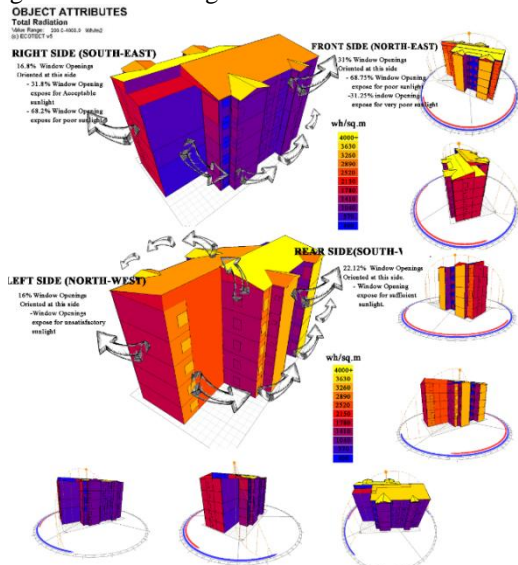 OBJECT ATTRIBUTES
Total Radiation
(c) ECOTECT v5
RIGHT SIDE (SOUTH-EAST)
16.8% Window Openings
Oriented at this side
- 31.8% Window Opening
expose for Acceptable
sunlight
- 68.2% Window Opening
expose for poor sunlight
FRONT SIDE (NORTH-EAST)
31% Window Openings
Oriented at this side
- 68.75% Window Opening
expose for poor sunlight
-31.25% indow Opening
expose for very poor sunlight
wh/sq.m
4000+
3630
3260
2890
2520
LEFT SIDE (NORTH-WEST)
16% Window Openings
Oriented at this side
-Window Openings
expose for unsatisfactory
sunlight
REAR SIDE(SOUTH-
22.12% Window Openings
Oriented at this side
- Window Opening
expose for sufficient
sunlight.
wh/sq.m
4000+
3630
3260
2890
2520